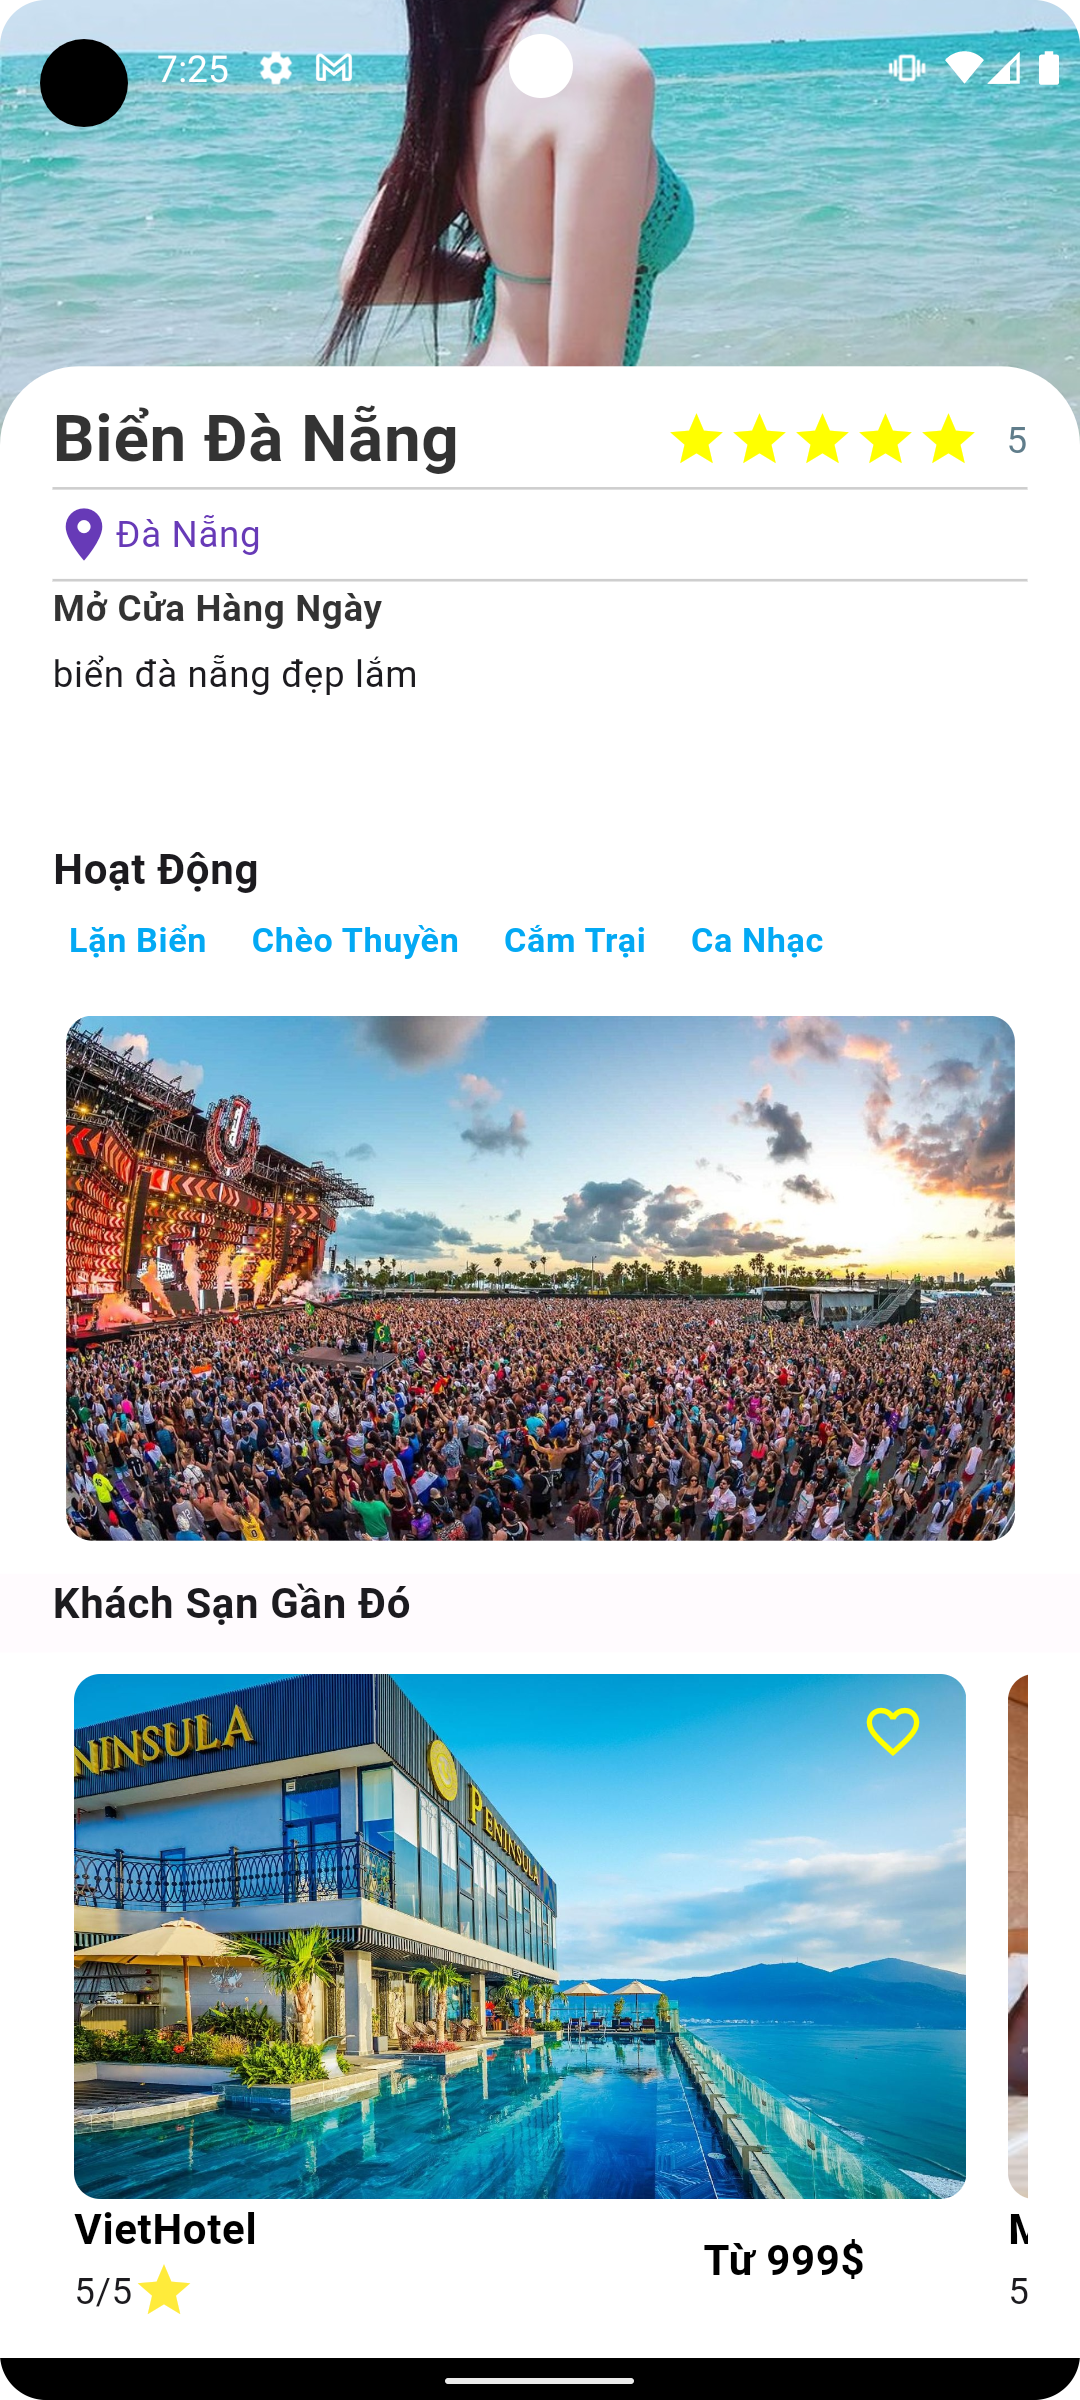 7:25
Biển Đà Nẵng 5
Đà Nẵng
Mở Cửa Hàng Ngày
biển đà nẵng đẹp lắm
Hoạt Động
Lặn Biển Chèo Thuyền Cắm Trại Ca Nhạc
Khách Sạn Gần Đó
NINSULA
PENINSULA
VietHotel
Từ 999$
5/5
M
5